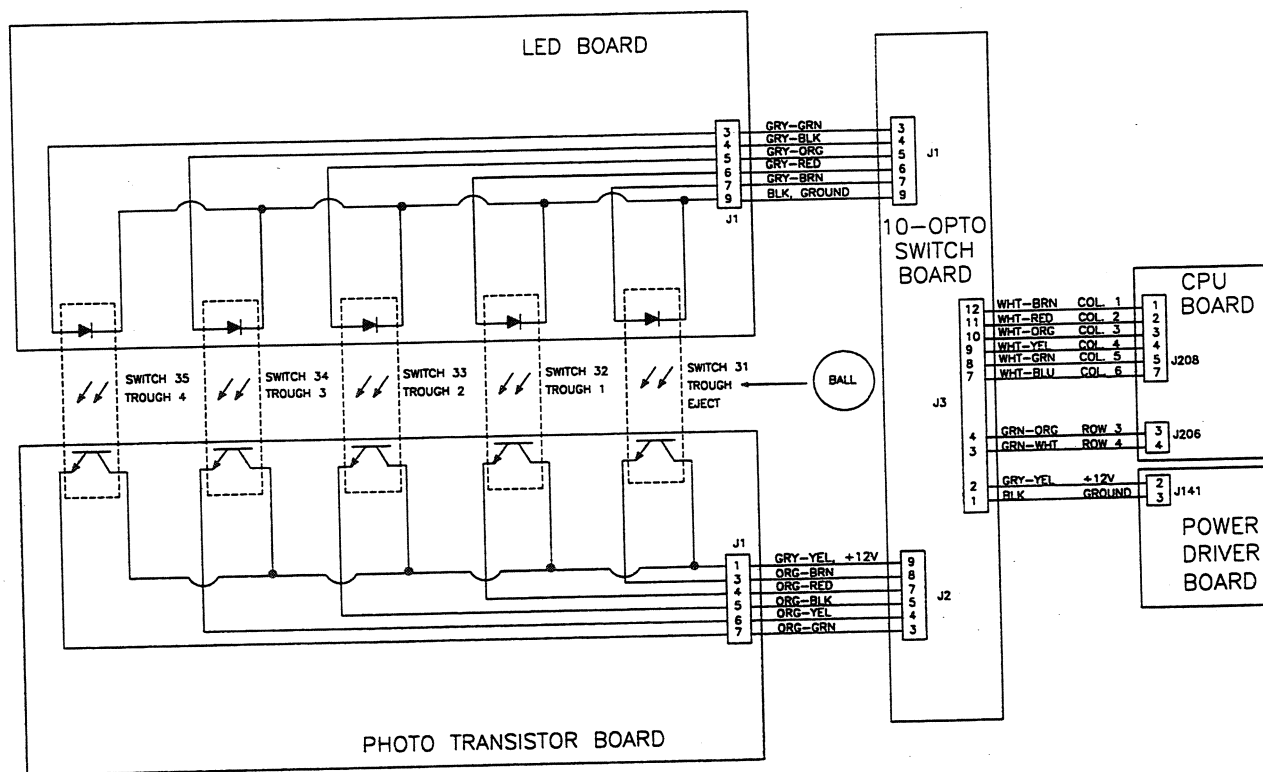 LED BOARD
3
4
5
6
7
9
J1
GRY-GRN
GRY-BLK
GRY-ORG
GRY-RED
GRY-BRN
BLK, GROUND
3
4
5
6
7
9
J1
10-OPTO
SWITCH
BOARD
SWITCH 35
TROUGH 4
SWITCH 34
TROUGH 3
SWITCH 33
TROUGH 2
SWITCH 32
TROUGH 1
SWITCH 31
TROUGH
EJECT
BALL
12
11
10
9
8
7
J3
4
3
2
1
WHT-BRN COL. 1
WHT-RED COL. 2
WHT-ORG COL. 3
WHT-YEL COL. 4
WHT-GRN COL. 5
WHT-BLU COL. 6
GRN-ORG ROW 3
GRN-WHT ROW 4
GRY-YEL +12V
BLK GROUND
CPU
BOARD
1
2
3
4
5
7
J208
3
4
J206
2
3
J141
POWER
DRIVER
BOARD
J1
1
3
4
5
6
7
GRY-YEL, +12V
ORG-BRN
ORG-RED
ORG-BLK
ORG-YEL
ORG-GRN
9
8
7
5
4
3
J2
PHOTO TRANSISTOR BOARD